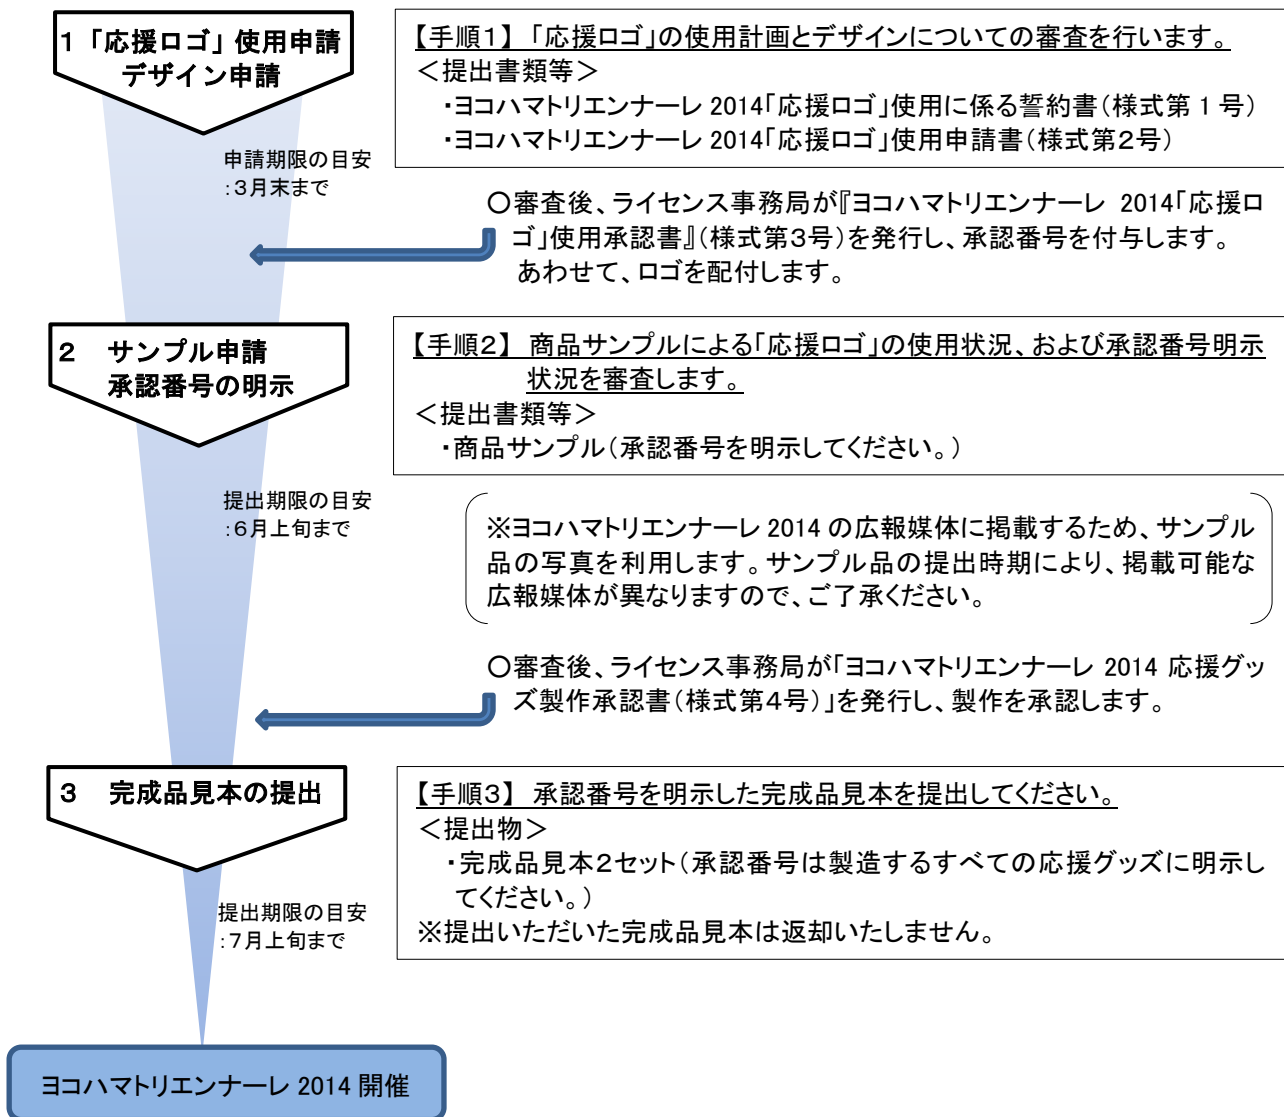 1「応援ロゴ」使用申請
デザイン申請
【手順１】「応援ロゴ」の使用計画とデザインについての審査を行います。
＜提出書類等＞
・ヨコハマトリエンナーレ 2014「応援ロゴ」使用に係る誓約書（様式第１号）
・ヨコハマトリエンナーレ 2014「応援ロゴ」使用申請書（様式第２号）
申請期限の目安
：３月末まで
〇審査後、ライセンス事務局が『ヨコハマトリエンナーレ 2014「応援ロ
ゴ」使用承認書』（様式第３号）を発行し、承認番号を付与します。
あわせて、ロゴを配付します。
２ サンプル申請
承認番号の明示
【手順２】 商品サンプルによる「応援ロゴ」の使用状況、および承認番号明示
状況を審査します。
＜提出書類等＞
・商品サンプル（承認番号を明示してください。）
提出期限の目安
：６月上旬まで
※ヨコハマトリエンナーレ 2014 の広報媒体に掲載するため、サンプル
品の写真を利用します。サンプル品の提出時期により、掲載可能な
広報媒体が異なりますので、ご了承ください。
〇審査後、ライセンス事務局が「ヨコハマトリエンナーレ 2014 応援グッ
ズ製作承認書（様式第４号）」を発行し、製作を承認します。
３ 完成品見本の提出
【手順３】 承認番号を明示した完成品見本を提出してください。
＜提出物＞
・完成品見本２セット（承認番号は製造するすべての応援グッズに明示し
てください。）
※提出いただいた完成品見本は返却いたしません。
提出期限の目安
：７月上旬まで
ヨコハマトリエンナーレ 2014 開催